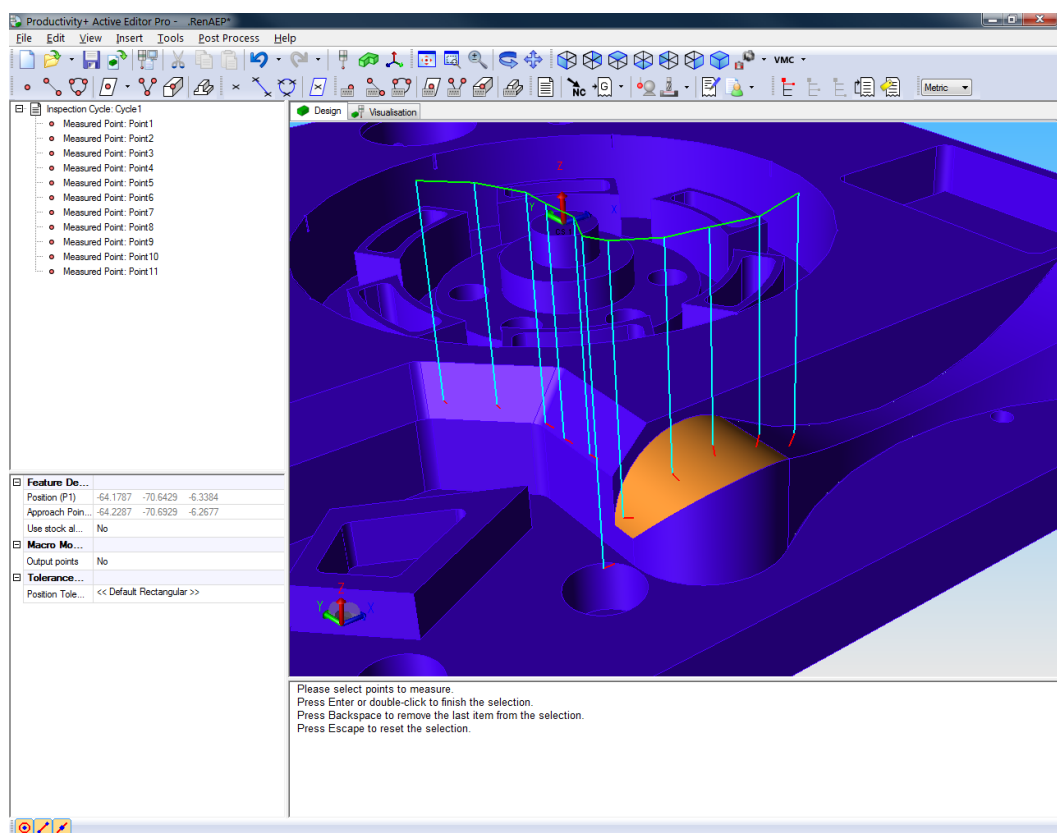 Productivity+ Active Editor Pro - .RenAEP*
File Edit View Insert Tools Post Process Help
VMC
NC
G
Metric
Inspection Cycle: Cycle1
Measured Point: Point1
Measured Point: Point2
Measured Point: Point3
Measured Point: Point4
Measured Point: Point5
Measured Point: Point6
Measured Point: Point7
Measured Point: Point8
Measured Point: Point9
Measured Point: Point10
Measured Point: Point11
Design Visualisation
Z
Y X
Z
Y X
Feature De...
Position (P1) -64.1787 -70.6429 -6.3384
Approach Poin... -64.2287 -70.6929 -6.2677
Use stock al... No
Macro Mo...
Output points No
Tolerance...
Position Tole... << Default Rectangular >>
Please select points to measure.
Press Enter or double-click to finish the selection.
Press Backspace to remove the last item from the selection.
Press Escape to reset the selection.